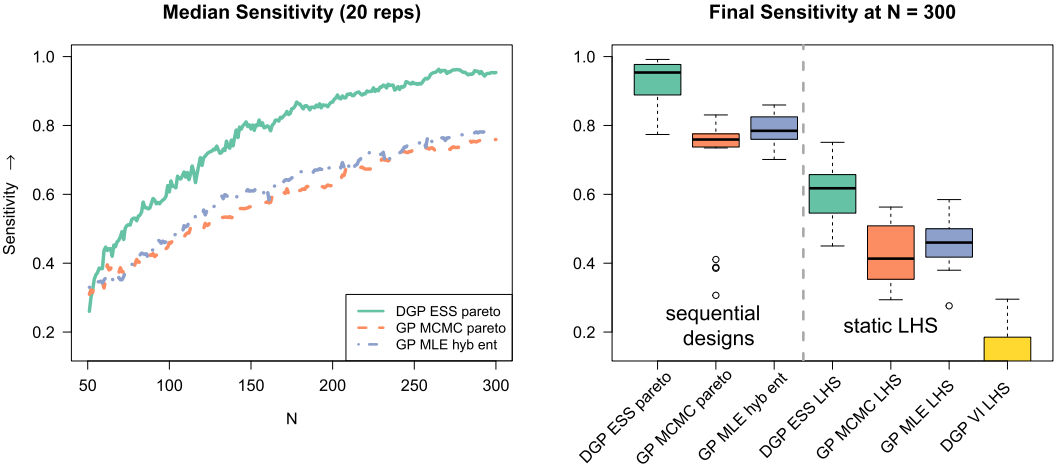 Median Sensitivity (20 reps)
Sensitivity →
1.0
0.8
0.6
0.4
0.2
50
100
150
200
250
300
N
DGP ESS pareto
GP MCMC pareto
GP MLE hyb ent
Final Sensitivity at N = 300
1.0
0.8
0.6
0.4
0.2
sequential
designs
static LHS
DGP ESS pareto
GP MCMC pareto
GP MLE hyb ent
DGP ESS LHS
GP MCMC LHS
GP MLE LHS
DGP VI LHS